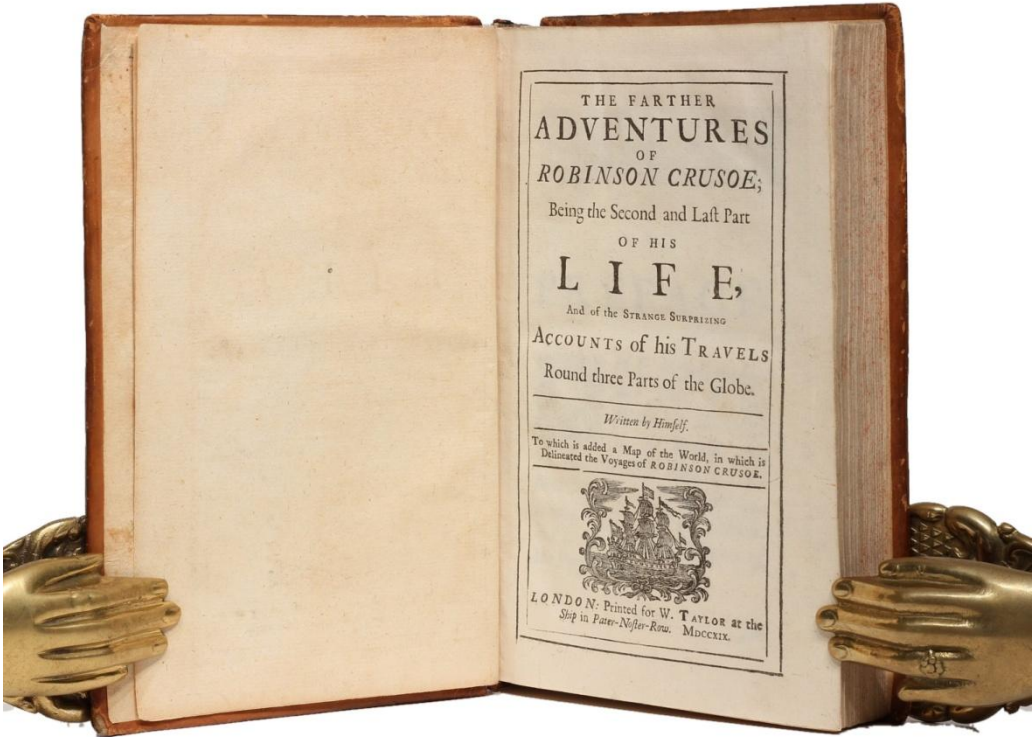 THE FARTHER
ADVENTURES
OF
ROBINSON CRUSOE;
Being the Second and Laſt Part
OF HIS
LIFE,
And of the STRANGE SURPRIZING
ACCOUNTS of his TRAVELS
Round three Parts of the Globe.
Written by Himſelf.
To which is added a Map of the World, in which is
Delineated the Voyages of ROBINSON CRUSOE.
LONDON: Printed for W. TAYLOR at the
Ship in Pater-Noſter-Row. MDCCXIX.